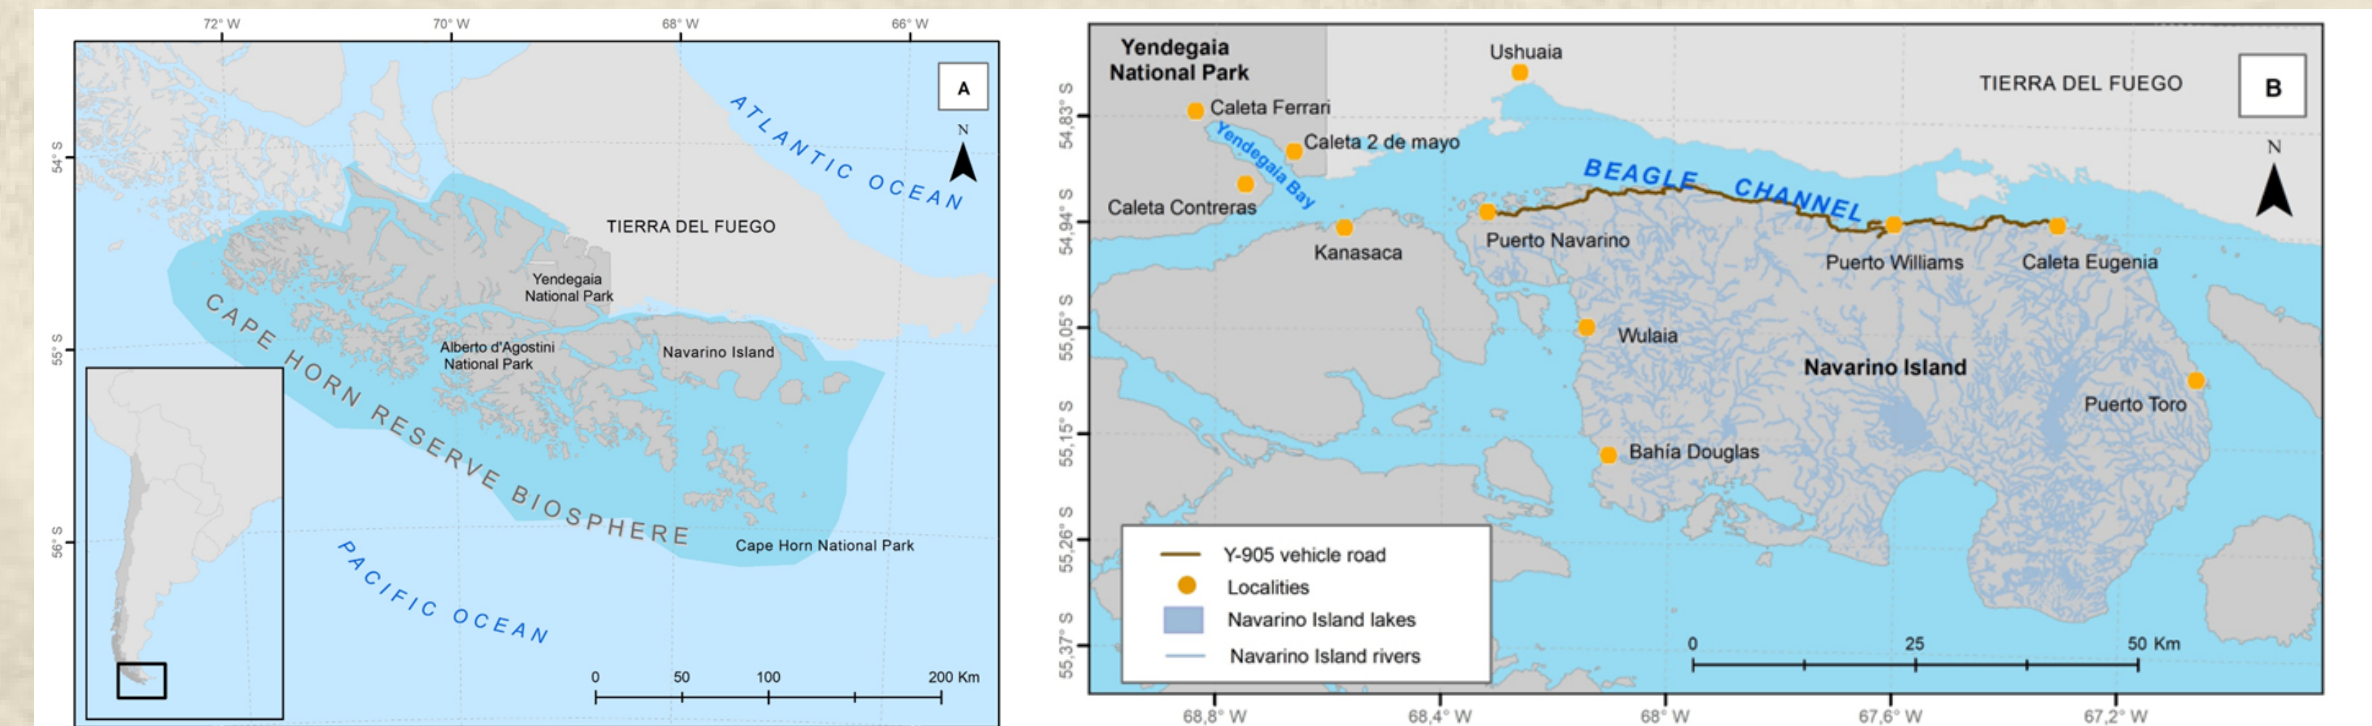 72° W
70° W
68° W
66° W
A
N
ATLANTIC OCEAN
54° S
TIERRA DEL FUEGO
Yendegaia
National Park
Alberto d'Agostini
National Park
Navarino Island
55° S
CAPE HORN RESERVE BIOSPHERE
56° S
Cape Horn National Park
PACIFIC OCEAN
0 50 100 200 Km
Yendegaia
National Park
Ushuaia
TIERRA DEL FUEGO
B
N
Caleta Ferrari
54,83° S
Yendegaia Bay
Caleta 2 de mayo
BEAGLE CHANNEL
Caleta Contreras
54,94° S
Kanasaca
Puerto Navarino
Puerto Williams
Caleta Eugenia
55,05° S
Wulaia
Navarino Island
Puerto Toro
55,15° S
Bahía Douglas
55,26° S
Y-905 vehicle road
Localities
Navarino Island lakes
Navarino Island rivers
55,37° S
0 25 50 Km
68,8° W
68,4° W
68° W
67,6° W
67,2° W